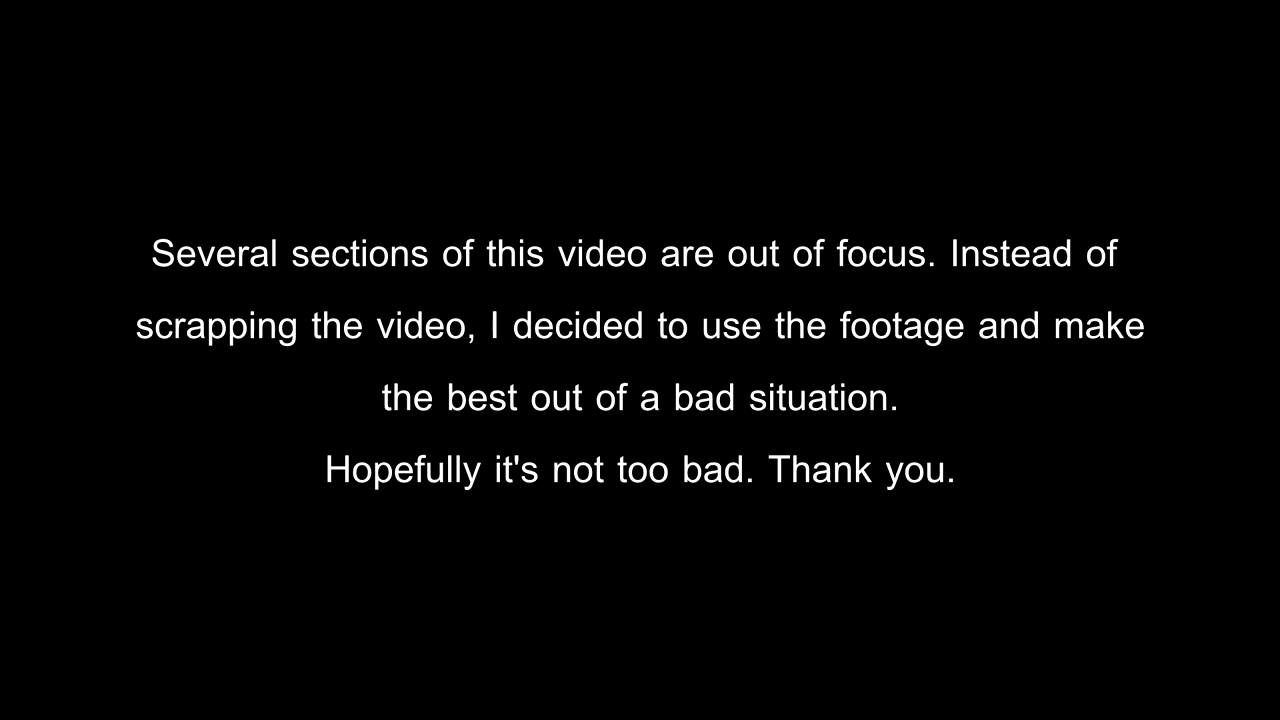 Several sections of this video are out of focus. Instead of
scrapping the video, I decided to use the footage and make
the best out of a bad situation.
Hopefully it's not too bad. Thank you.